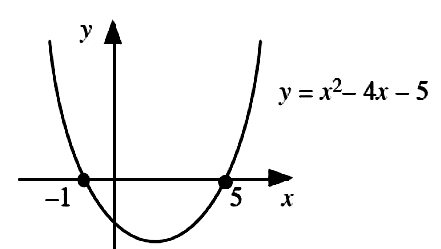 y
y = x²– 4x – 5
–1
5
x